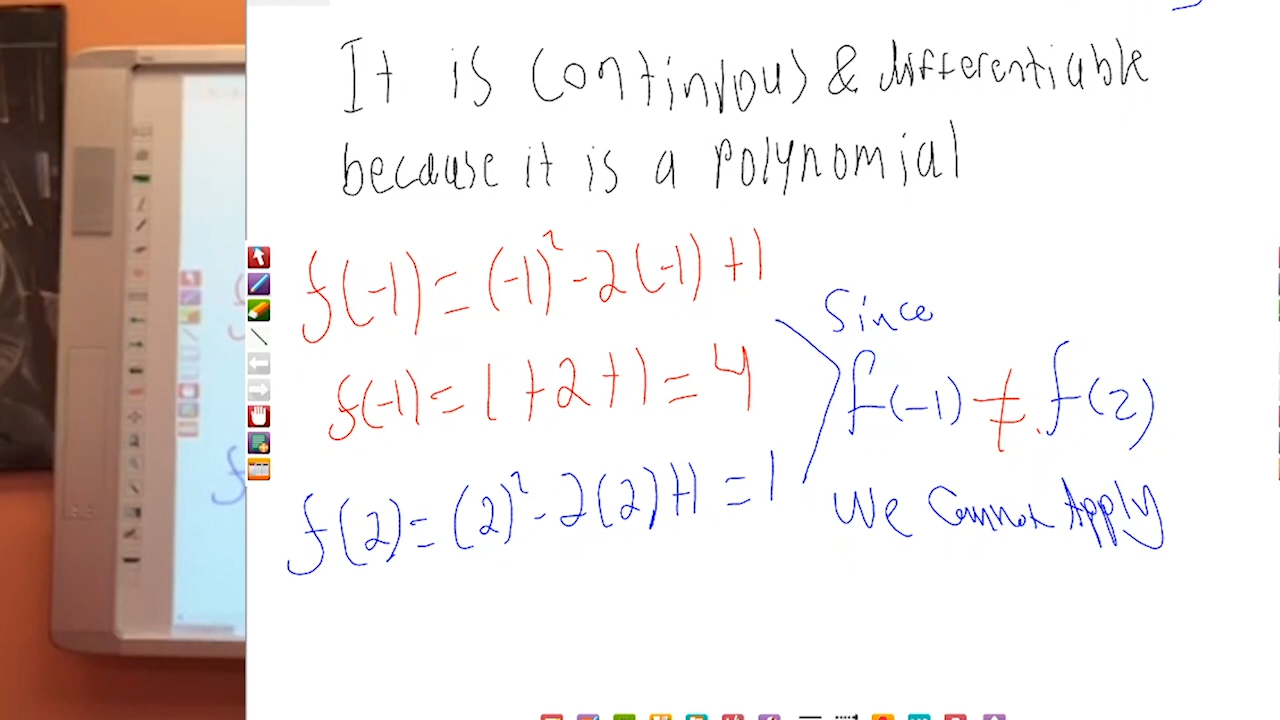 It is continuous & differentiable
because it is a polynomial
f(-1) = (-1)² - 2(-1) + 1
f(-1) = 1 + 2 + 1 = 4
f(2) = (2)² - 2(2) + 1 = 1
Since
f(-1) ≠ f(2)
We Cannot Apply